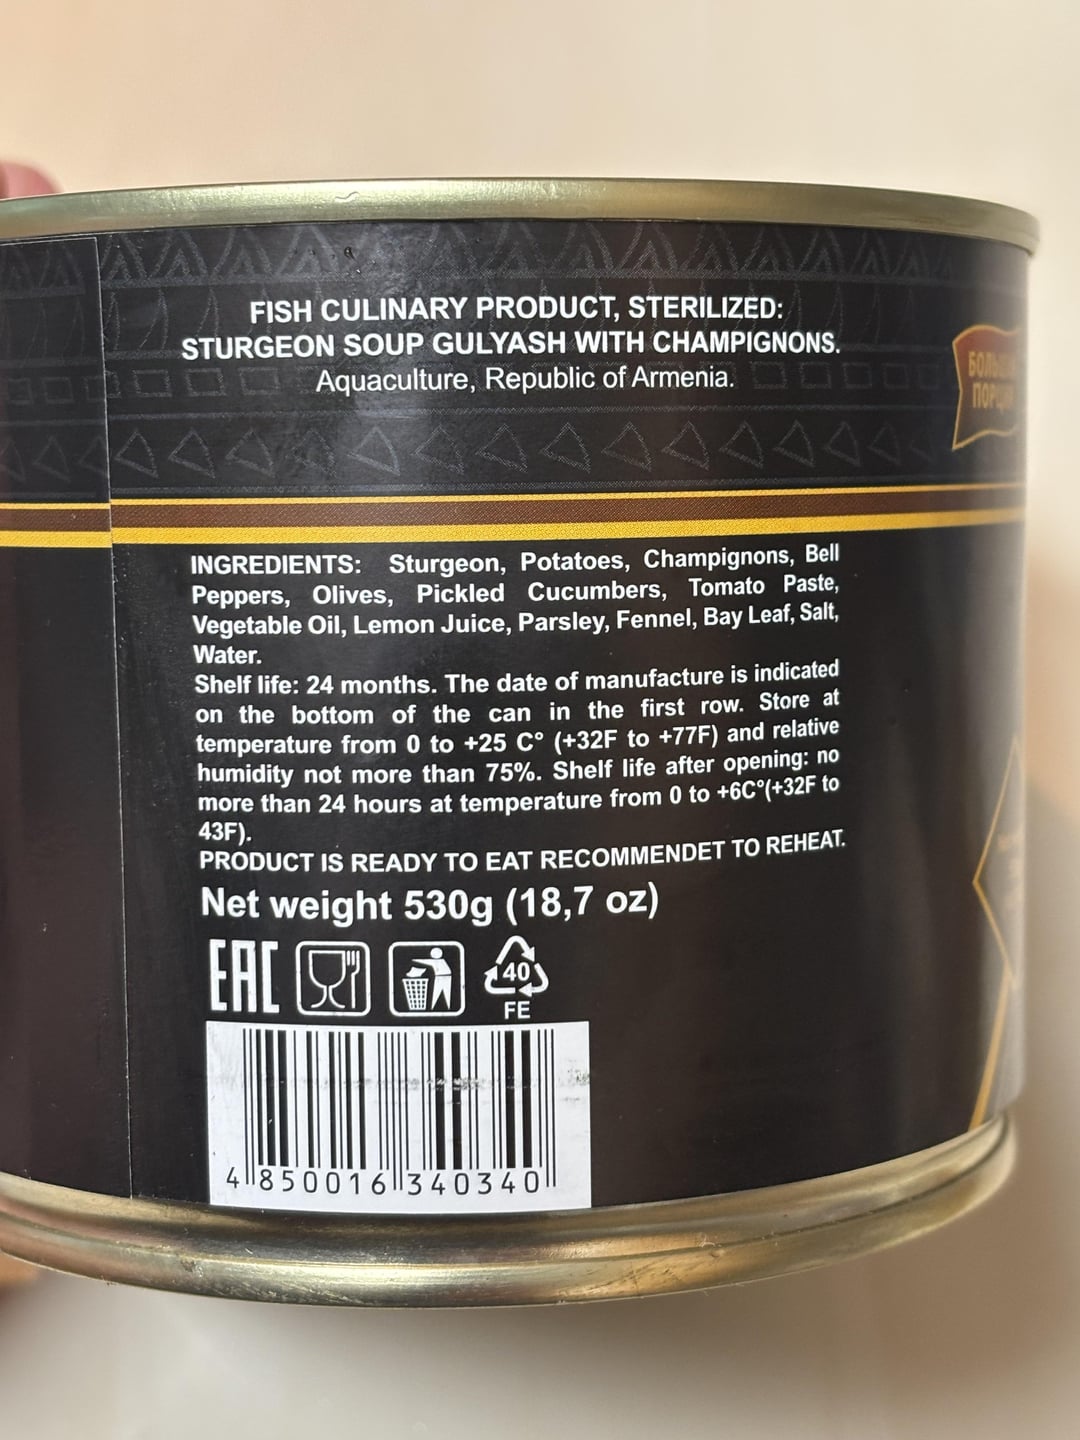 FISH CULINARY PRODUCT, STERILIZED:
STURGEON SOUP GULYASH WITH CHAMPIGNONS.
Aquaculture, Republic of Armenia.
БОЛЬШАЯ
ПОРЦИЯ
INGREDIENTS: Sturgeon, Potatoes, Champignons, Bell
Peppers, Olives, Pickled Cucumbers, Tomato Paste,
Vegetable Oil, Lemon Juice, Parsley, Fennel, Bay Leaf, Salt,
Water.
Shelf life: 24 months. The date of manufacture is indicated
on the bottom of the can in the first row. Store at
temperature from 0 to +25 C° (+32F to +77F) and relative
humidity not more than 75%. Shelf life after opening: no
more than 24 hours at temperature from 0 to +6C°(+32F to
43F).
PRODUCT IS READY TO EAT RECOMMENDET TO REHEAT.
Net weight 530g (18,7 oz)
EAC
40
FE
4 850016 340340